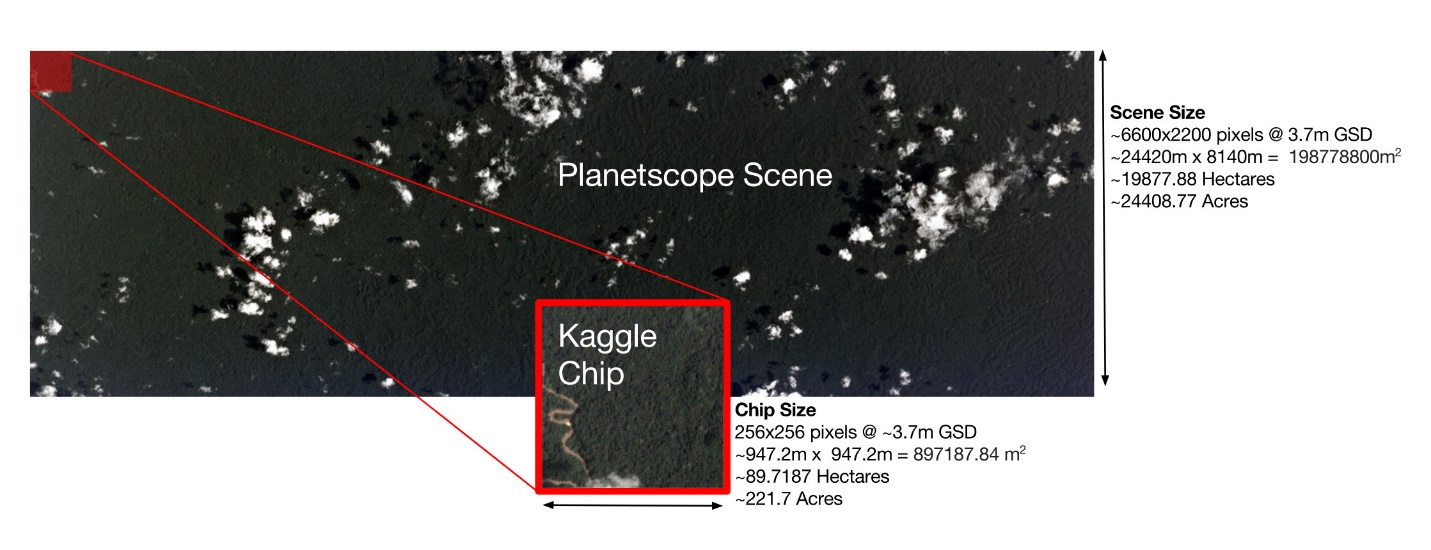 Planetscope Scene
Scene Size
~6600x2200 pixels @ 3.7m GSD
~24420m x 8140m = 198778800m²
~19877.88 Hectares
~24408.77 Acres
Kaggle
Chip
Chip Size
256x256 pixels @ ~3.7m GSD
~947.2m x 947.2m = 897187.84 m²
~89.7187 Hectares
~221.7 Acres